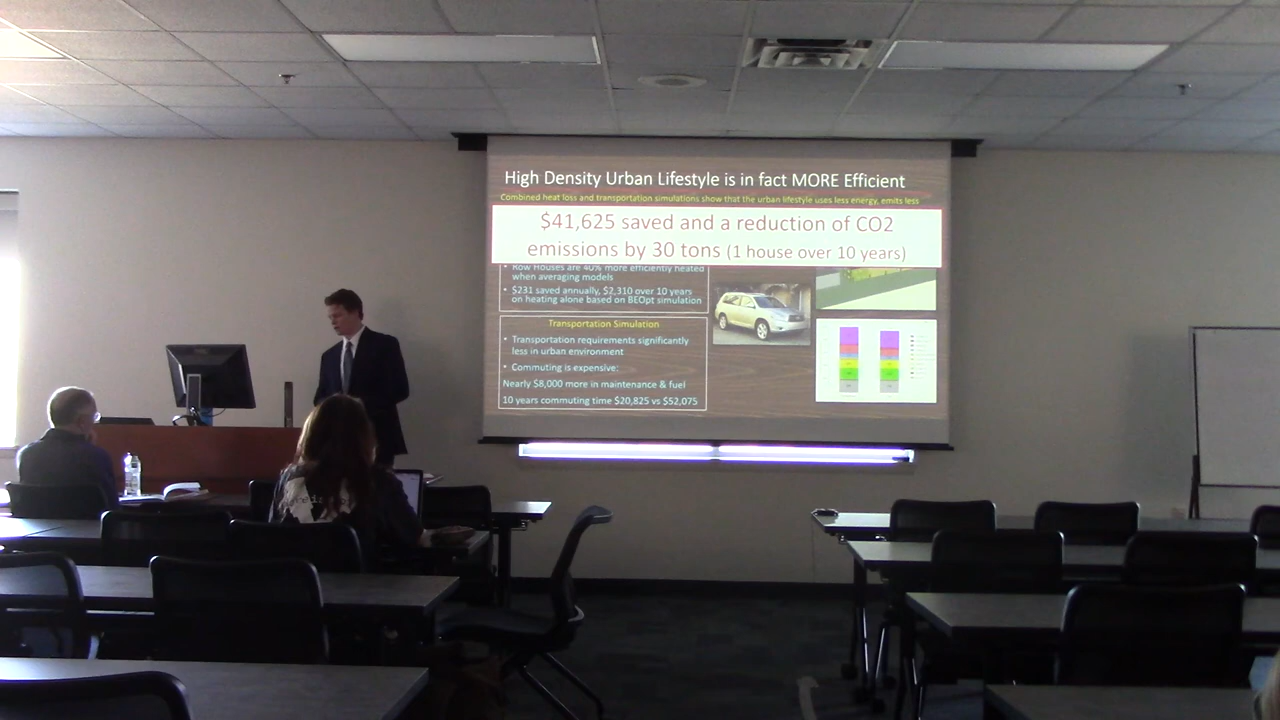 High Density Urban Lifestyle is in fact MORE Efficient
Combined heat loss and transportation simulations show that the urban lifestyle uses less energy, emits less
$41,625 saved and a reduction of CO2
emissions by 30 tons (1 house over 10 years)
• Row Houses are 40% more efficiently heated
when averaging models
• $231 saved annually, $2,310 over 10 years
on heating alone based on BEOpt simulation
Transportation Simulation
• Transportation requirements significantly
less in urban environment
• Commuting is expensive:
Nearly $8,000 more in maintenance & fuel
10 years commuting time $20,825 vs $52,075